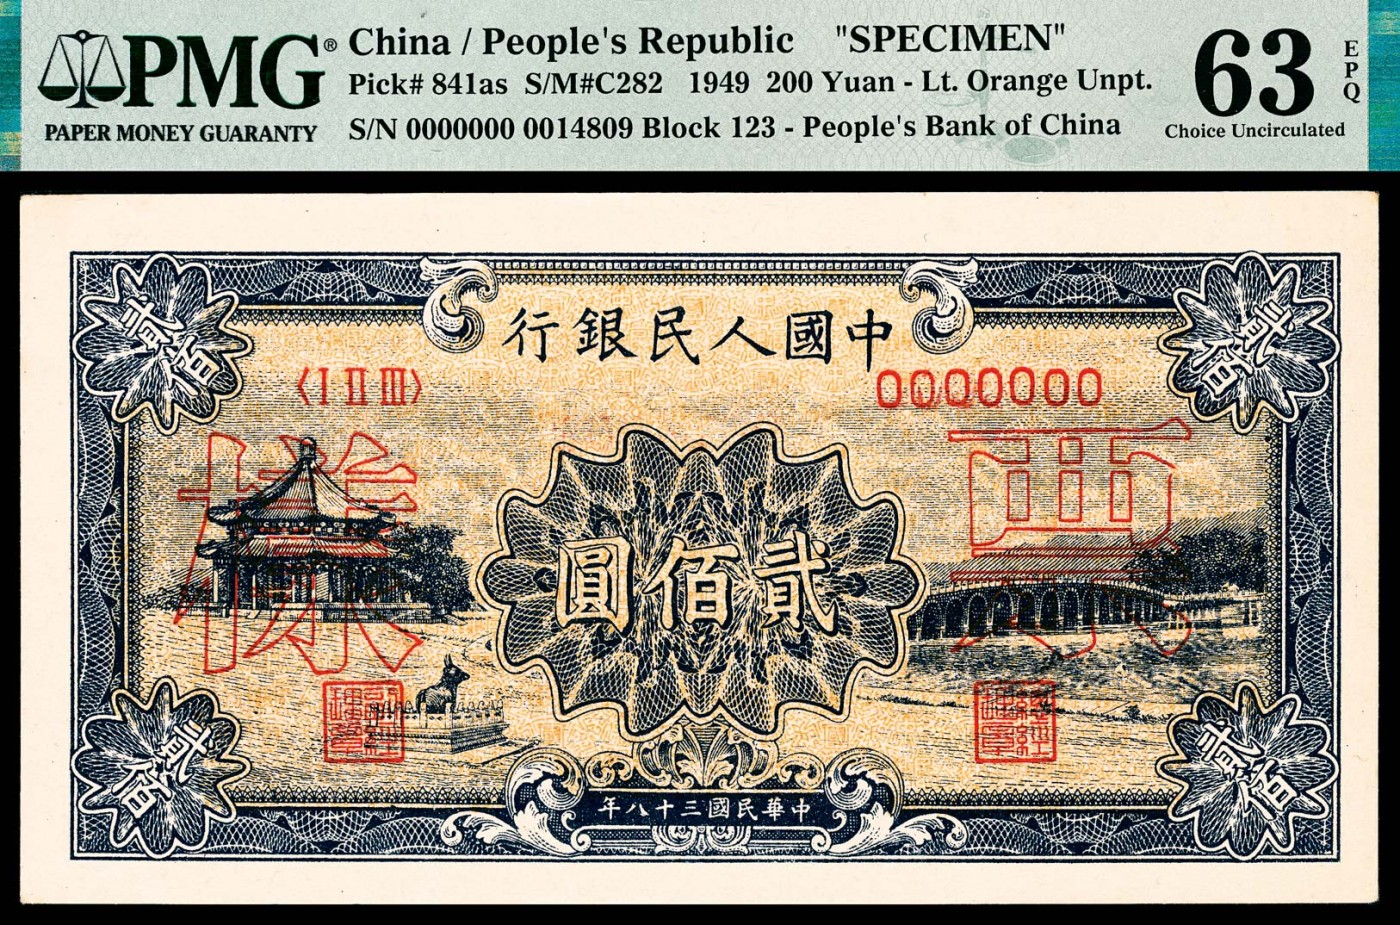 PMG®
PAPER MONEY GUARANTY
China / People's Republic "SPECIMEN"
Pick# 841as S/M#C282 1949 200 Yuan - Lt. Orange Unpt.
S/N 0000000 0014809 Block 123 - People's Bank of China
63
EPQ
Choice Uncirculated
貳佰
貳佰
行銀民人國中
〈I II III〉
0000000
樣
票
圓佰貳
貳佰
貳佰
年八十三國民華中